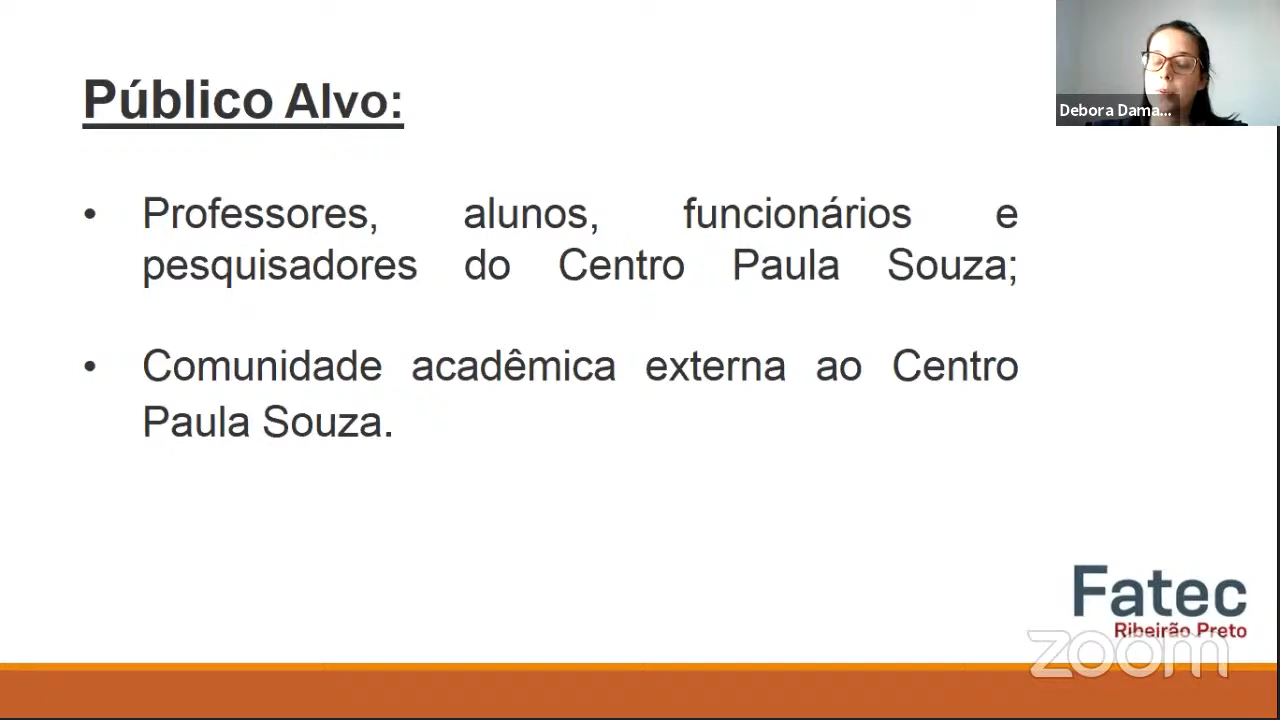 Público Alvo:
Debora Dama...
• Professores, alunos, funcionários e
pesquisadores do Centro Paula Souza;
• Comunidade acadêmica externa ao Centro
Paula Souza.
Fatec
Ribeirão Preto
zoom